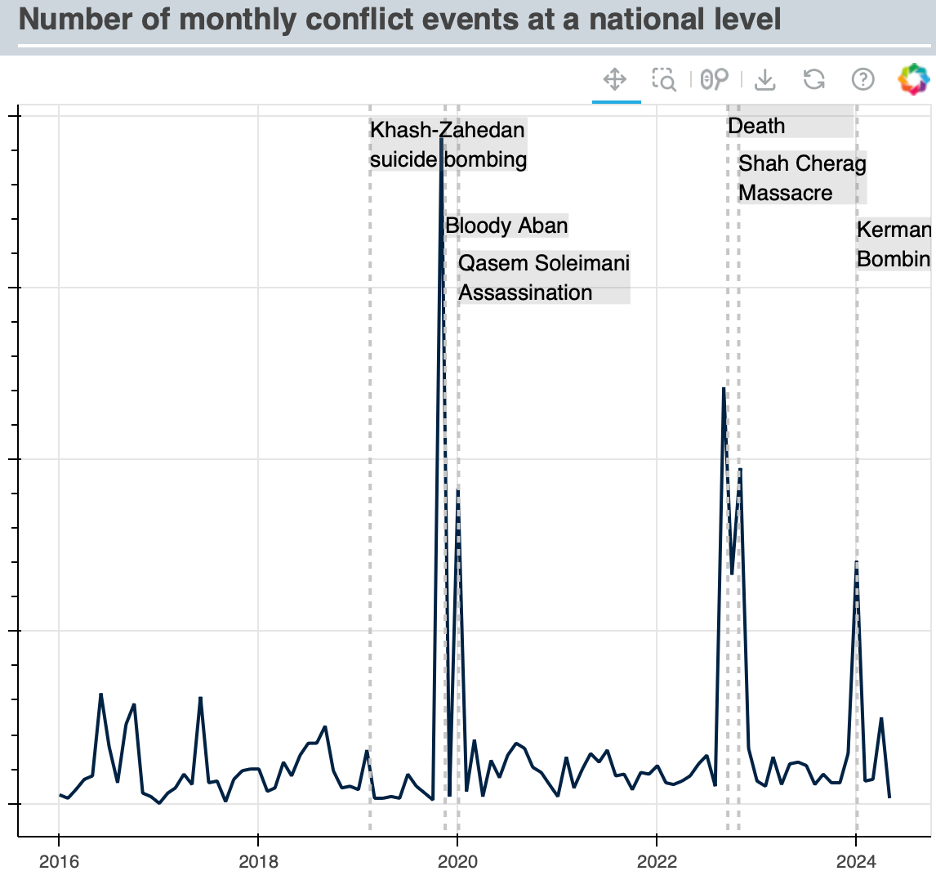 Number of monthly conflict events at a national level
Khash-Zahedan
suicide bombing
Bloody Aban
Qasem Soleimani
Assassination
Death
Shah Cherag
Massacre
Kerman
Bombin
2016
2018
2020
2022
2024